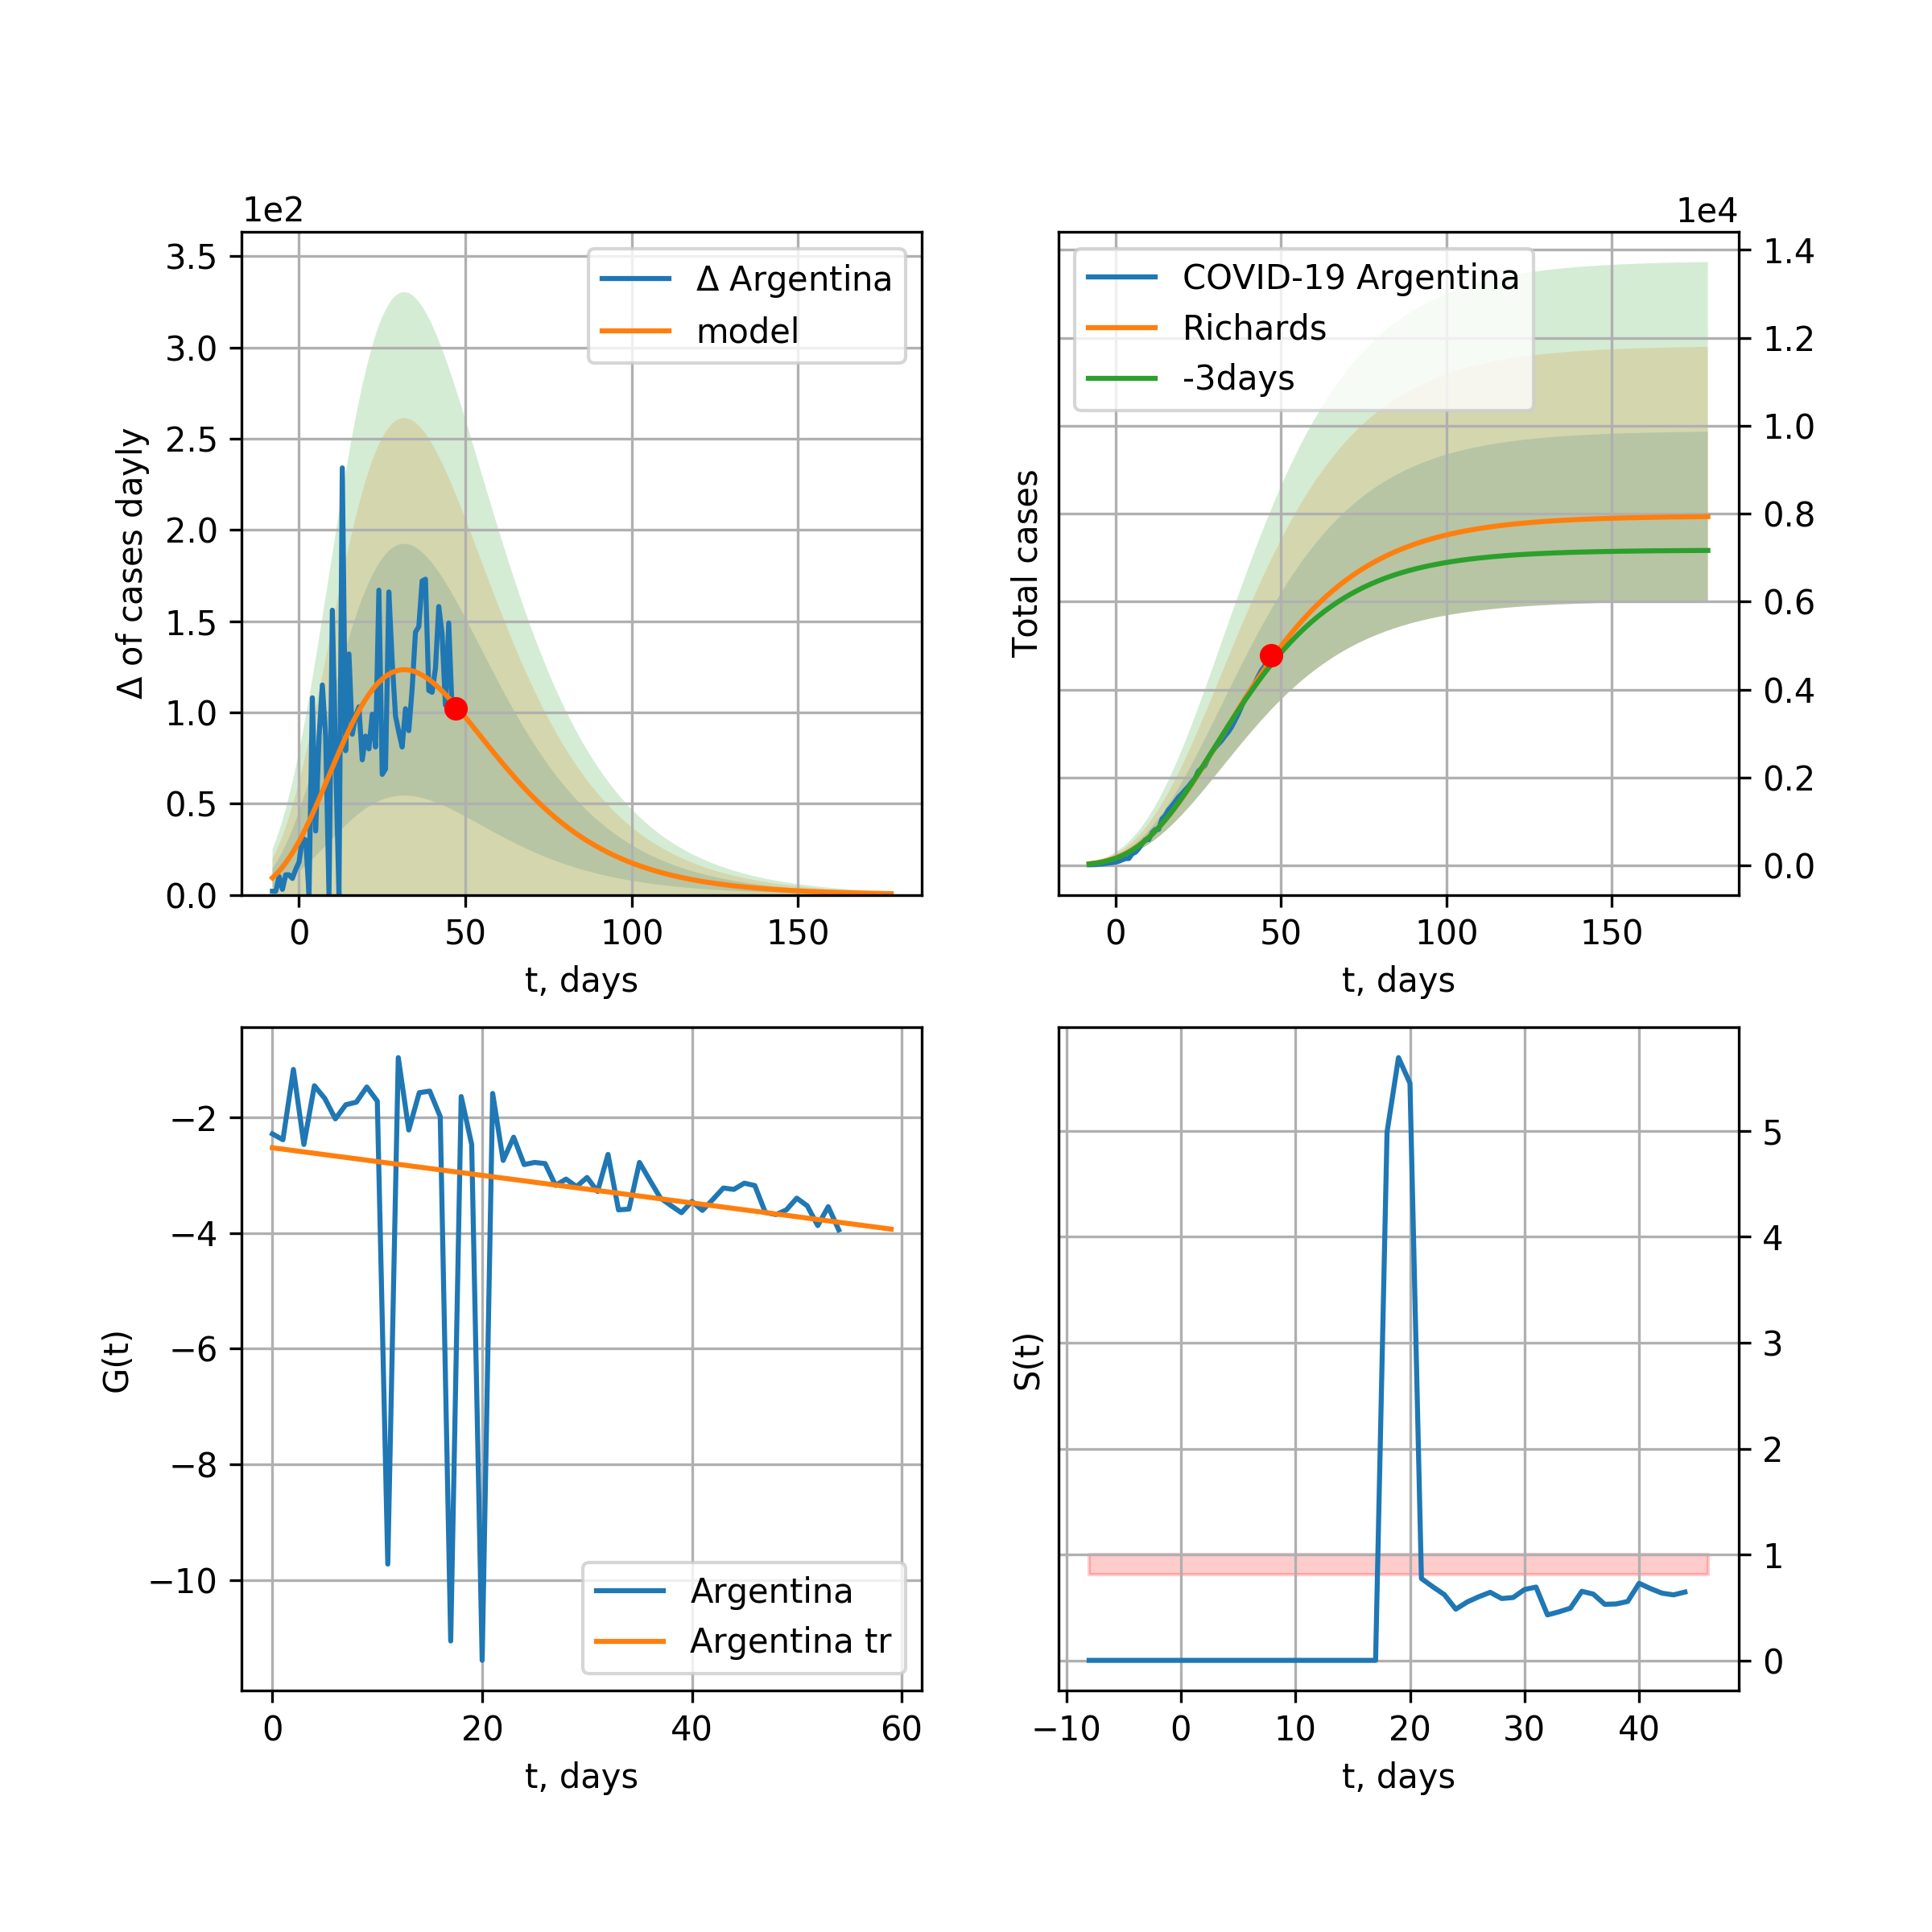 1e2
3.5
3.0
2.5
2.0
1.5
1.0
0.5
0.0
Δ of cases dayly
Δ Argentina
model
0 50 100 150
t, days
1e4
COVID-19 Argentina
Richards
-3days
Total cases
1.4
1.2
1.0
0.8
0.6
0.4
0.2
0.0
0 50 100 150
t, days
−2
−4
−6
−8
−10
G(t)
Argentina
Argentina tr
0 20 40 60
t, days
S(t)
5
4
3
2
1
0
−10 0 10 20 30 40
t, days